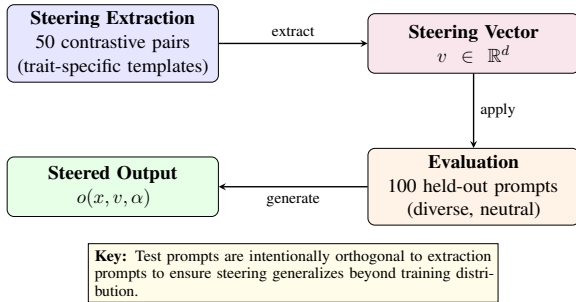 Steering Extraction
50 contrastive pairs
(trait-specific templates)
extract
Steering Vector
v ∈ ℝ^d
apply
Evaluation
100 held-out prompts
(diverse, neutral)
generate
Steered Output
o(x, v, α)
Key: Test prompts are intentionally orthogonal to extraction
prompts to ensure steering generalizes beyond training distri-
bution.